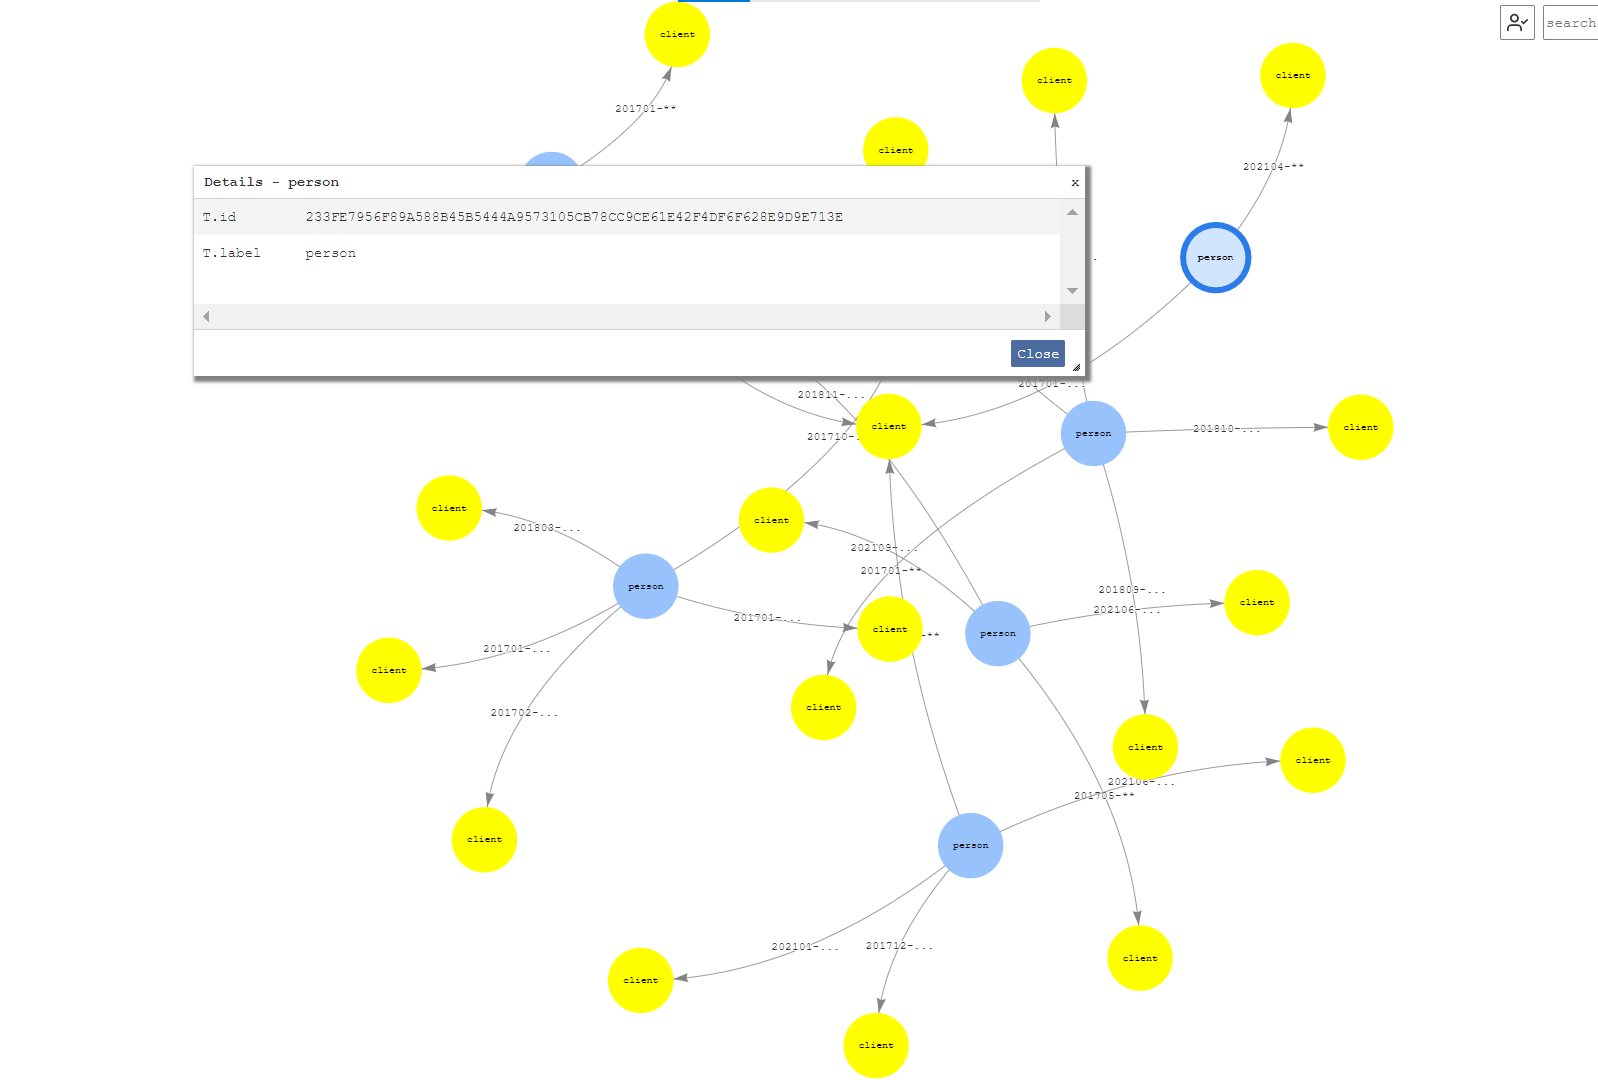 client
search
client
client
201701-**
client
202104-**
Details - person
x
T.id 233FE7956F89A588B45B5444A9573105CB78CC9CE61E42F4DF6F628E9D9E713E
T.label person
person
Close
201701-...
201811-...
client
person
201810-...
client
201710-
client
client
201803-...
202109-...
201701-**
person
201809-...
client
202106-...
201701-...
client
person
-**
201701-...
client
client
201702-...
client
client
202106-...
201705-**
client
person
202101-...
201712-...
client
client
client